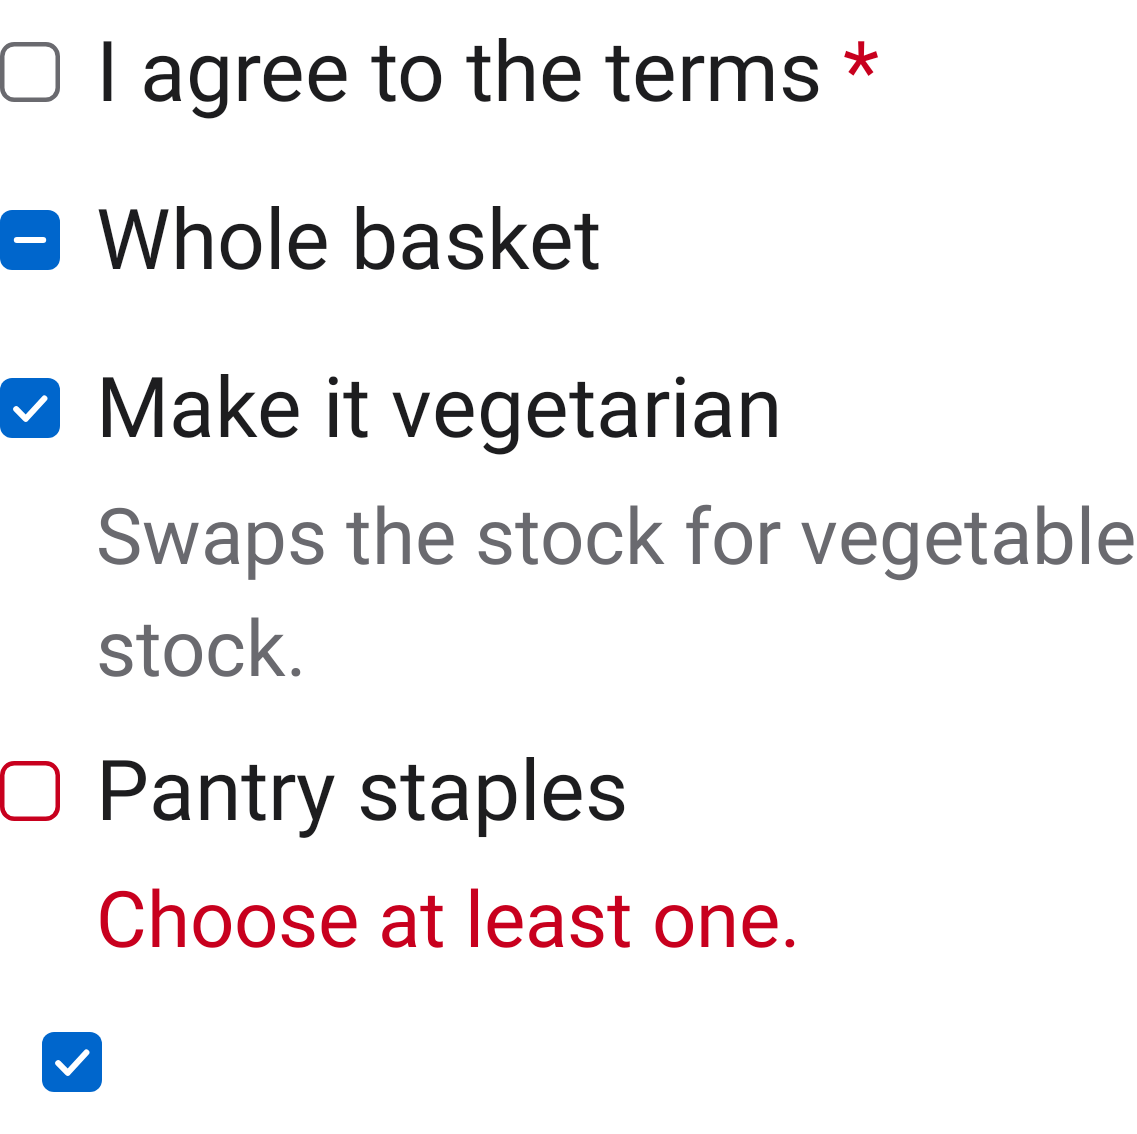 I agree to the terms *
Whole basket
Make it vegetarian
Swaps the stock for vegetable
stock.
Pantry staples
Choose at least one.